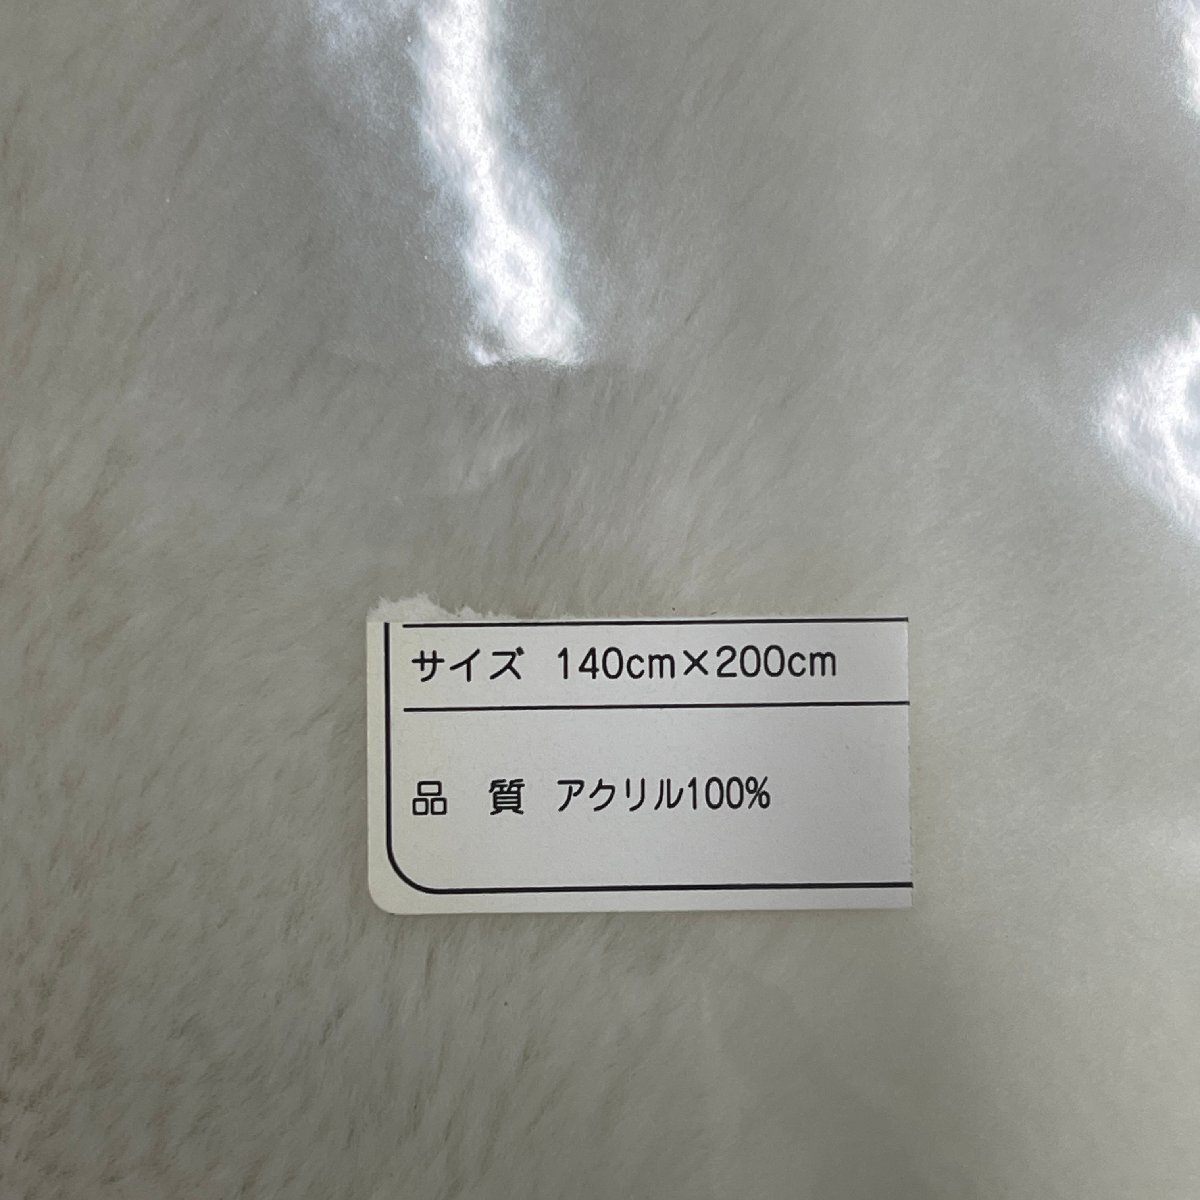 サイズ 140cm×200cm
品 質 アクリル100%